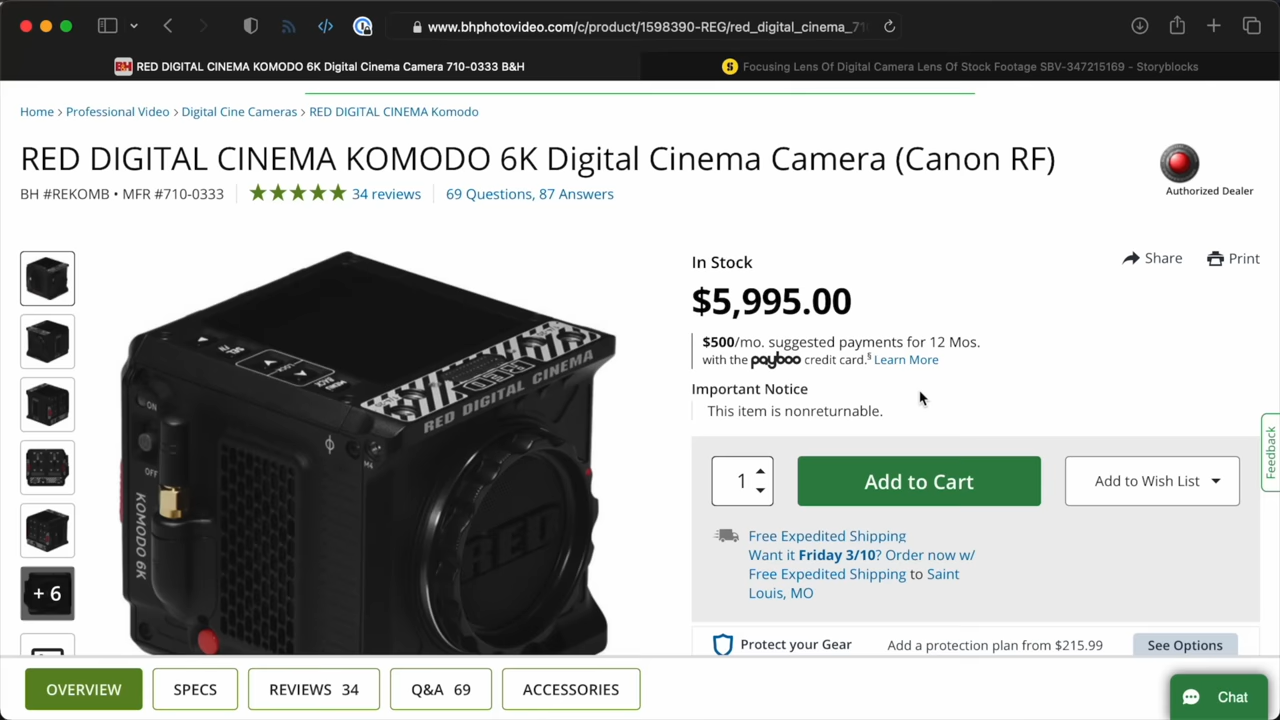 www.bhphotovideo.com/c/product/1598390-REG/red_digital_cinema_71
BH RED DIGITAL CINEMA KOMODO 6K Digital Cinema Camera 710-0333 B&H
S Focusing Lens Of Digital Camera Lens Of Stock Footage SBV-347215169 - Storyblocks
Home > Professional Video > Digital Cine Cameras > RED DIGITAL CINEMA Komodo
RED DIGITAL CINEMA KOMODO 6K Digital Cinema Camera (Canon RF)
BH #REKOMB • MFR #710-0333
34 reviews
69 Questions, 87 Answers
Authorized Dealer
In Stock
Share
Print
$5,995.00
$500/mo. suggested payments for 12 Mos.
with the payboo credit card.§ Learn More
Important Notice
This item is nonreturnable.
1
Add to Cart
Add to Wish List
Free Expedited Shipping
Want it Friday 3/10? Order now w/
Free Expedited Shipping to Saint
Louis, MO
Protect your Gear
Add a protection plan from $215.99
See Options
Feedback
RED DIGITAL CINEMA
ON
OFF
M4
KOMODO 6K
RED
+ 6
OVERVIEW
SPECS
REVIEWS 34
Q&A 69
ACCESSORIES
Chat